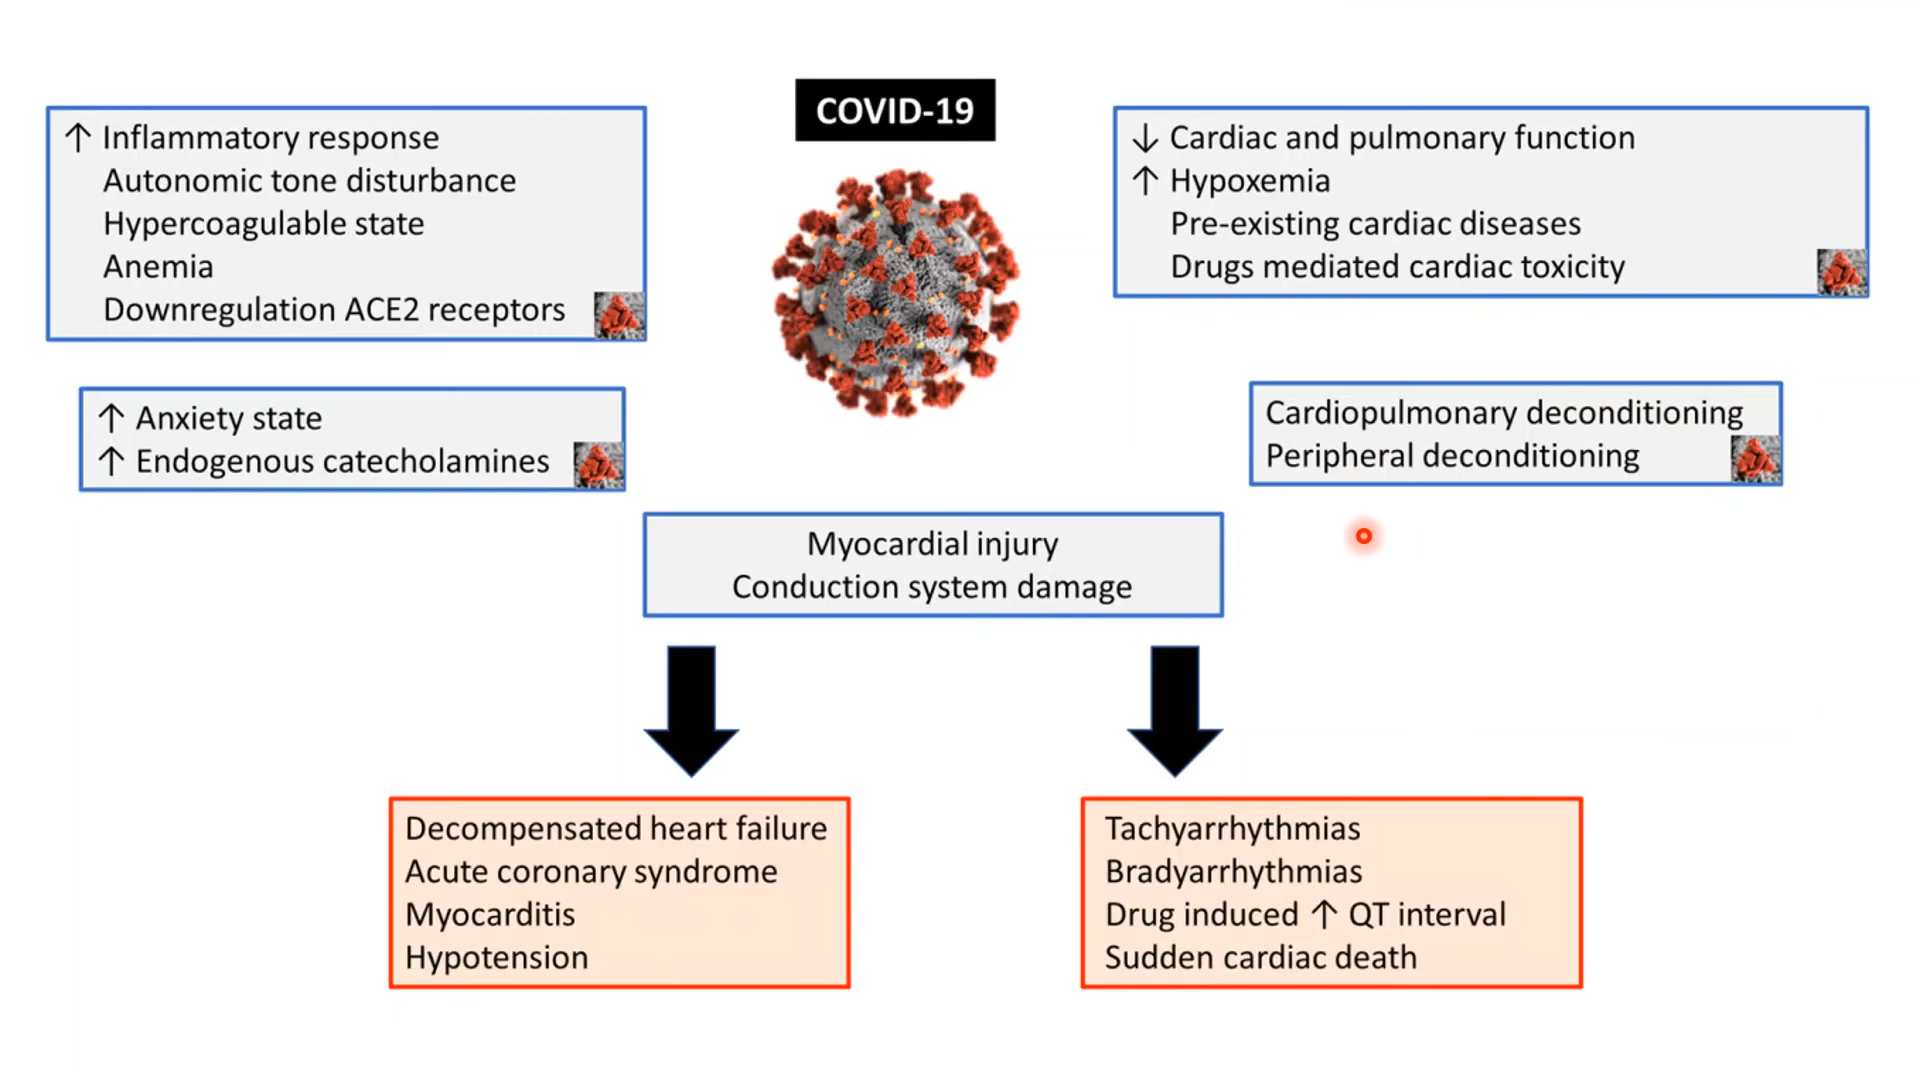 COVID-19
↑ Inflammatory response
Autonomic tone disturbance
Hypercoagulable state
Anemia
Downregulation ACE2 receptors
↓ Cardiac and pulmonary function
↑ Hypoxemia
Pre-existing cardiac diseases
Drugs mediated cardiac toxicity
↑ Anxiety state
↑ Endogenous catecholamines
Cardiopulmonary deconditioning
Peripheral deconditioning
Myocardial injury
Conduction system damage
Decompensated heart failure
Acute coronary syndrome
Myocarditis
Hypotension
Tachyarrhythmias
Bradyarrhythmias
Drug induced ↑ QT interval
Sudden cardiac death